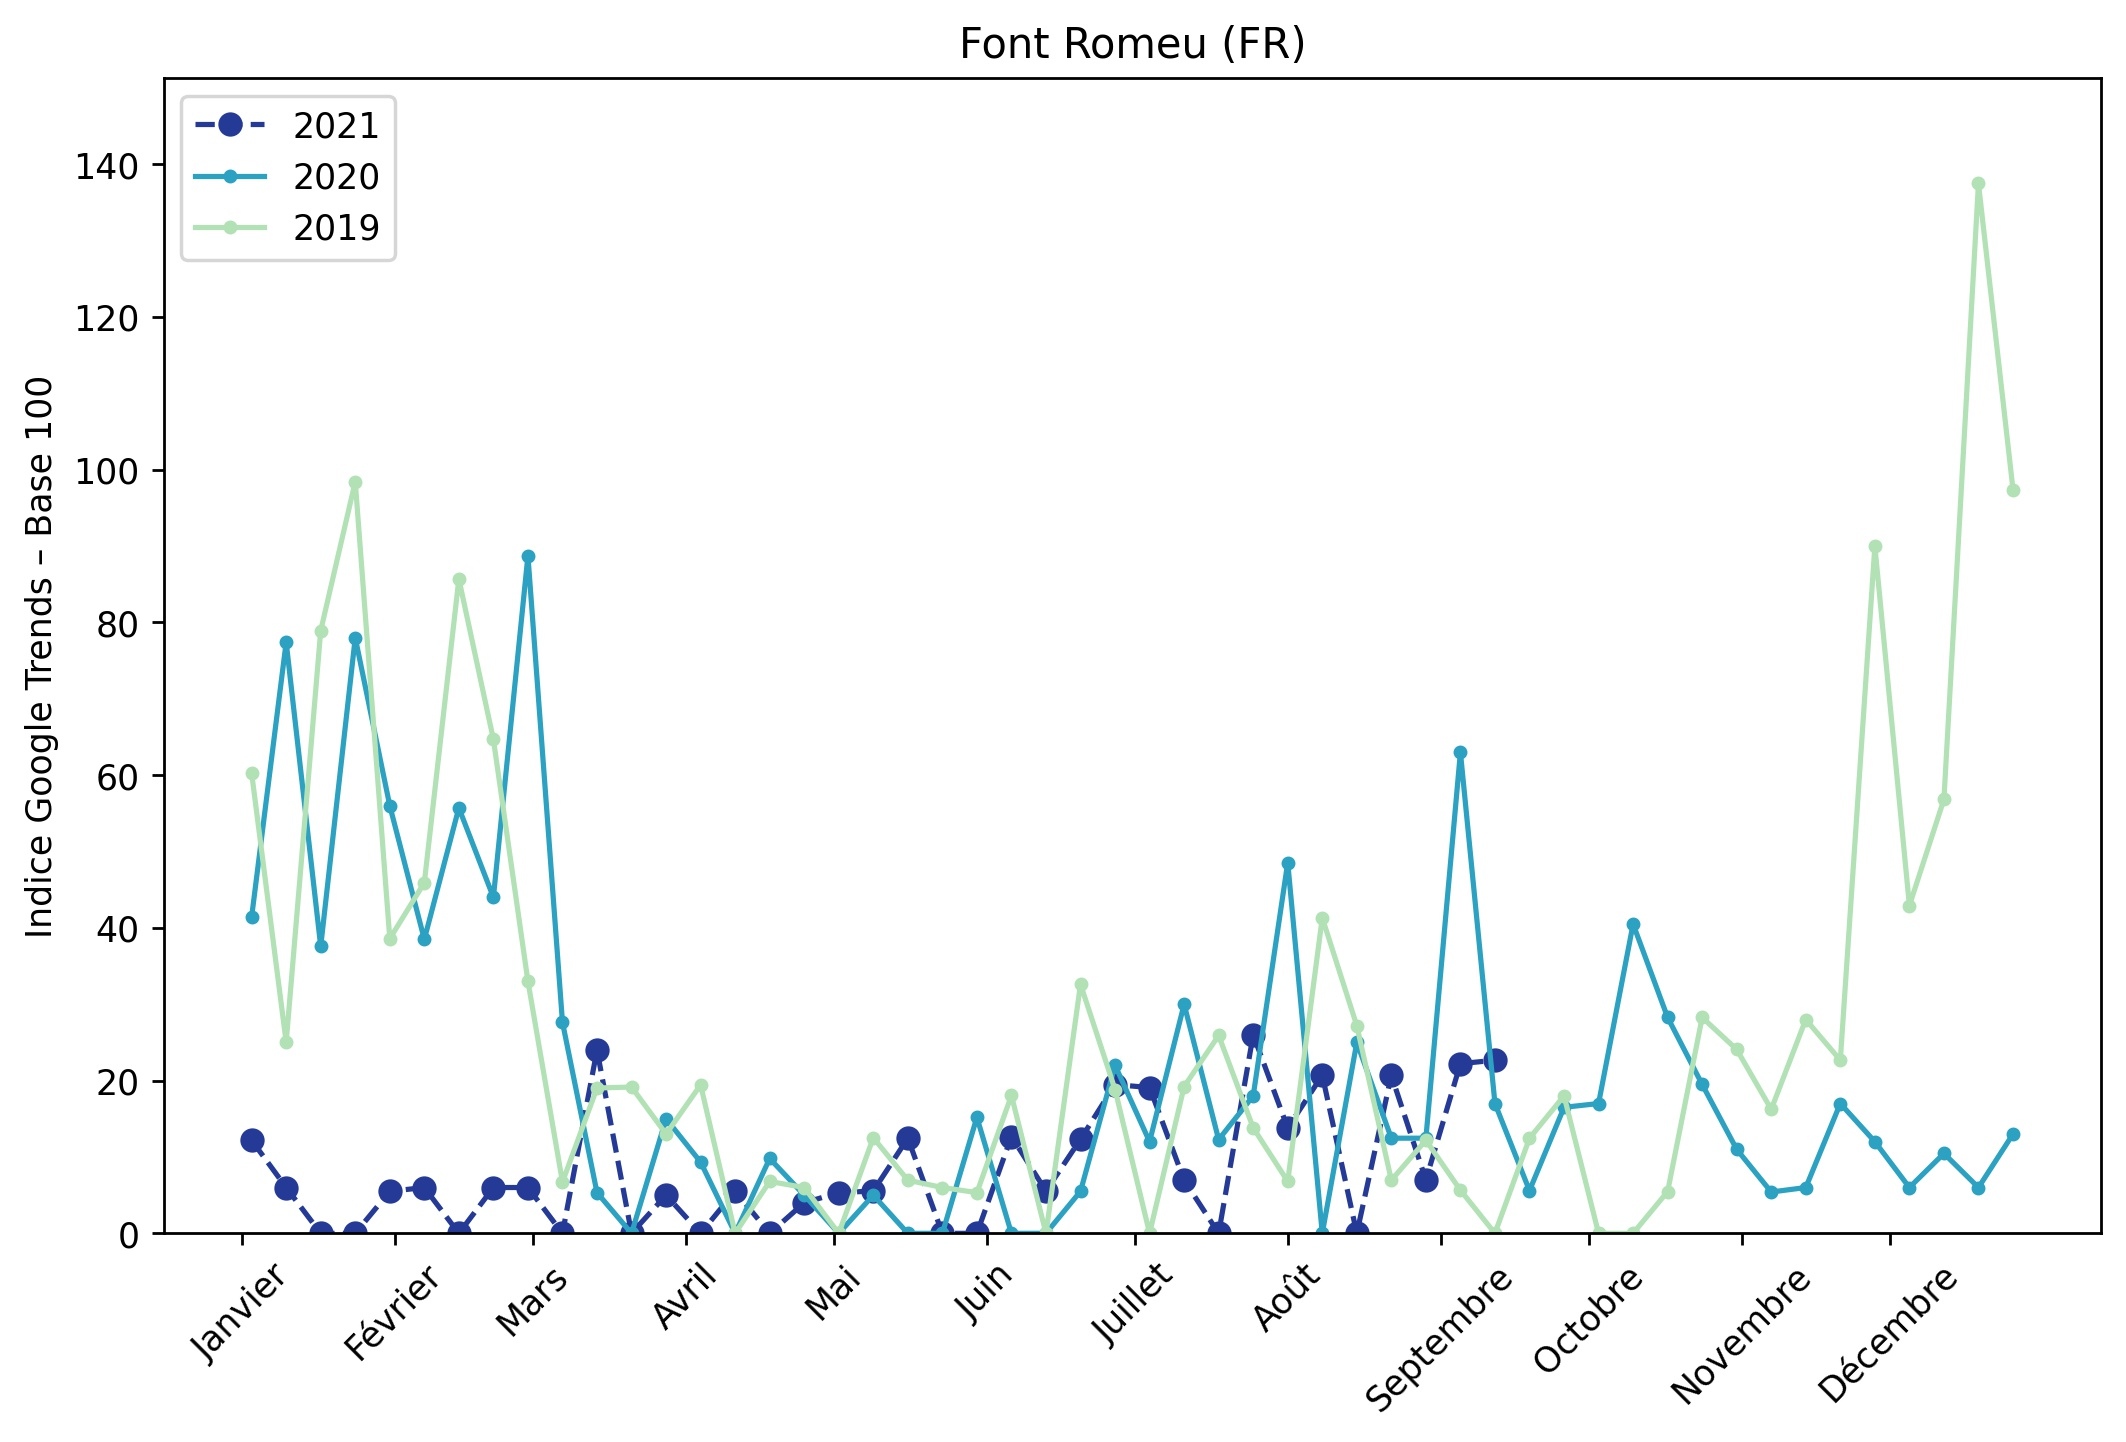 Font Romeu (FR)
2021
2020
2019
Indice Google Trends – Base 100
140
120
100
80
60
40
20
0
Janvier
Février
Mars
Avril
Mai
Juin
Juillet
Août
Septembre
Octobre
Novembre
Décembre